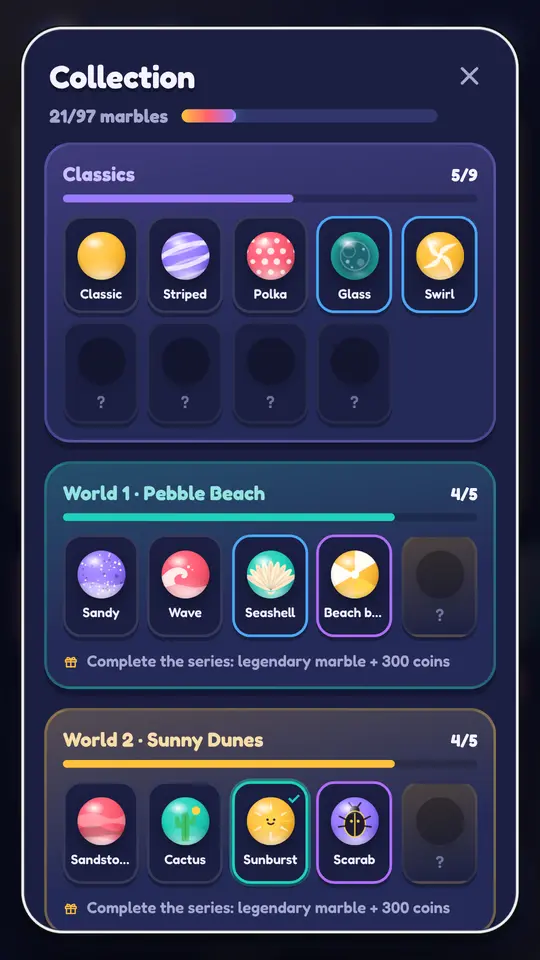 Collection
21/97 marbles
Classics 5/9
Classic Striped Polka Glass Swirl
? ? ? ?
World 1 · Pebble Beach 4/5
Sandy Wave Seashell Beach b... ?
Complete the series: legendary marble + 300 coins
World 2 · Sunny Dunes 4/5
Sandsto... Cactus Sunburst Scarab ?
Complete the series: legendary marble + 300 coins